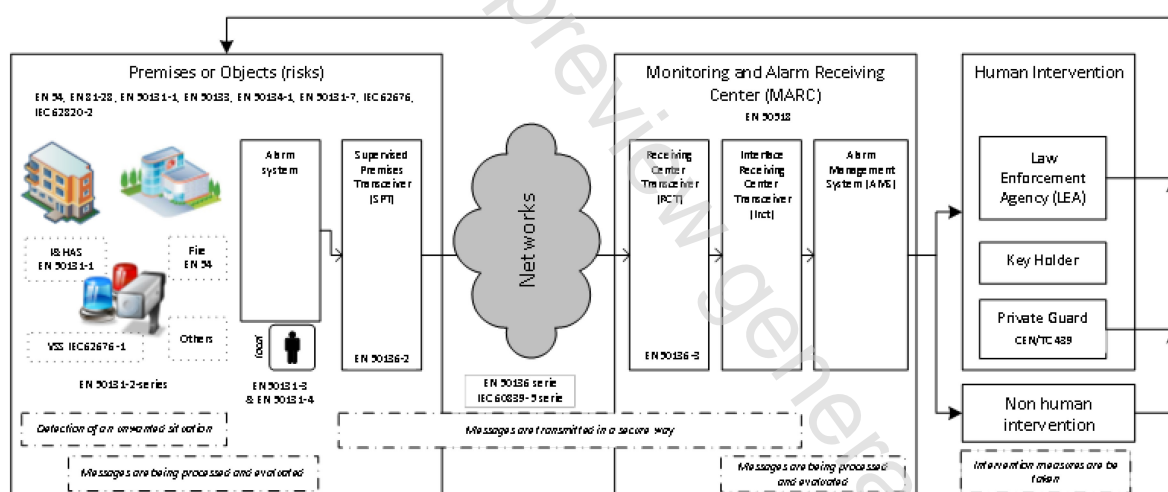 Premises or Objects (risks)
EN 54, EN 81-28, EN 50131-1, EN 50133, EN 50134-1, EN 50131-7, IEC 62676,
IEC 62820-2
Alarm
system
Supervised
Premises
Transceiver
(SPT)
I&HAS
EN 50131-1
Fire
EN 54
VSS IEC62676-1
Others
EN 50131-2-series
local
EN 50131-3
& EN 50131-4
EN 50136-2
Networks
EN 50136 serie
IEC 60839-5 serie
Monitoring and Alarm Receiving
Center (MARC)
EN 50518
Receiving
Center
Transceiver
(RCT)
EN 50136-3
Interface
Receiving
Center
Transceiver
(Irct)
Alarm
Management
System (AMS)
Human Intervention
Law
Enforcement
Agency (LEA)
Key Holder
Private Guard
CEN/TC 439
Non human
intervention
Detection of an unwanted situation
Messages are transmitted in a secure way
Messages are being processed and evaluated
Messages are being processed
and evaluated
Intervention measures are be
taken
preview genera